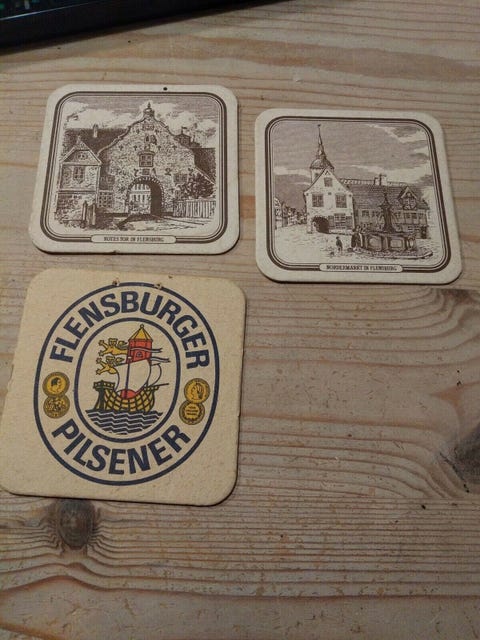 ROTES TOR IN FLENSBURG
NORDERMARKT IN FLENSBURG
FLENSBURGER
PILSENER